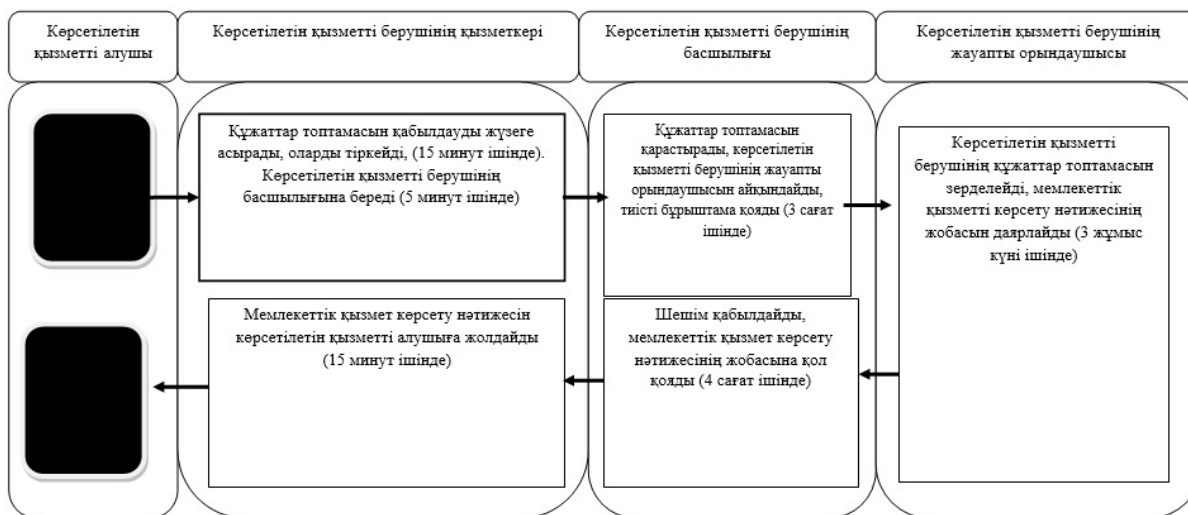 Көрсетілетін
қызметті алушы
Көрсетілетін қызметті берушінің қызметкері
Көрсетілетін қызметті берушінің
басшылығы
Көрсетілетін қызметті берушінің
жауапты орындаушысы
Құжаттар топтамасын қабылдауды жүзеге
асырады, оларды тіркейді, (15 минут ішінде).
Көрсетілетін қызметті берушінің
басшылығына береді (5 минут ішінде)
Құжаттар топтамасын
қарастырады, көрсетілетін
қызметті берушінің жауапты
орындаушысын айқындайды,
тиісті бұрыштама қояды (3 сағат
ішінде)
Көрсетілетін қызметті
берушінің құжаттар топтамасын
зерделейді, мемлекеттік
қызметті көрсету нәтижесінің
жобасын даярлайды (3 жұмыс
күні ішінде)
Мемлекеттік қызмет көрсету нәтижесін
көрсетілетін қызметті алушыға жолдайды
(15 минут ішінде)
Шешім қабылдайды,
мемлекеттік қызмет көрсету
нәтижесінің жобасына қол
қояды (4 сағат ішінде)